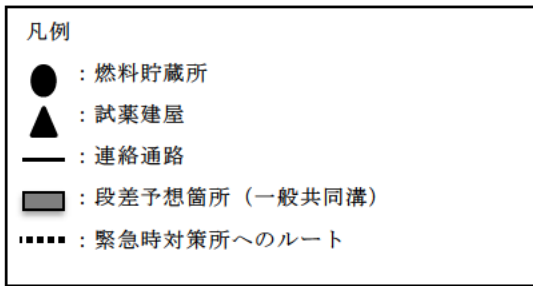 凡例
：燃料貯蔵所
：試薬建屋
：連絡通路
：段差予想箇所（一般共同溝）
：緊急時対策所へのルート